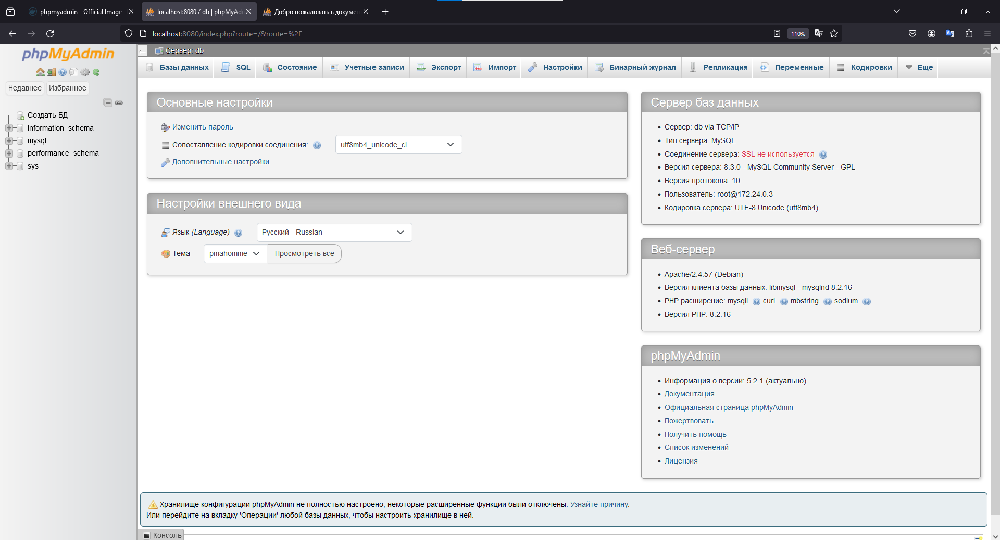 phpmyadmin - Official Image |
localhost:8080 / db | phpMyAdm
Добро пожаловать в документ
localhost:8080/index.php?route=/&route=%2F
110%
phpMyAdmin
Недавнее
Избранное
Создать БД
information_schema
mysql
performance_schema
sys
Сервер: db
Базы данных
SQL
Состояние
Учётные записи
Экспорт
Импорт
Настройки
Бинарный журнал
Репликация
Переменные
Кодировки
Ещё
Основные настройки
Изменить пароль
Сопоставление кодировки соединения:
utf8mb4_unicode_ci
Дополнительные настройки
Настройки внешнего вида
Язык (Language)
Русский - Russian
Тема
pmahomme
Просмотреть все
Сервер баз данных
Сервер: db via TCP/IP
Тип сервера: MySQL
Соединение сервера: SSL не используется
Версия сервера: 8.3.0 - MySQL Community Server - GPL
Версия протокола: 10
Пользователь: root@172.24.0.3
Кодировка сервера: UTF-8 Unicode (utf8mb4)
Веб-сервер
Apache/2.4.57 (Debian)
Версия клиента базы данных: libmysql - mysqlnd 8.2.16
PHP расширение: mysqli curl mbstring sodium
Версия PHP: 8.2.16
phpMyAdmin
Информация о версии: 5.2.1 (актуально)
Документация
Официальная страница phpMyAdmin
Пожертвовать
Получить помощь
Список изменений
Лицензия
Хранилище конфигурации phpMyAdmin не полностью настроено, некоторые расширенные функции были отключены. Узнайте причину.
Или перейдите на вкладку 'Операции' любой базы данных, чтобы настроить хранилище в ней.
Консоль